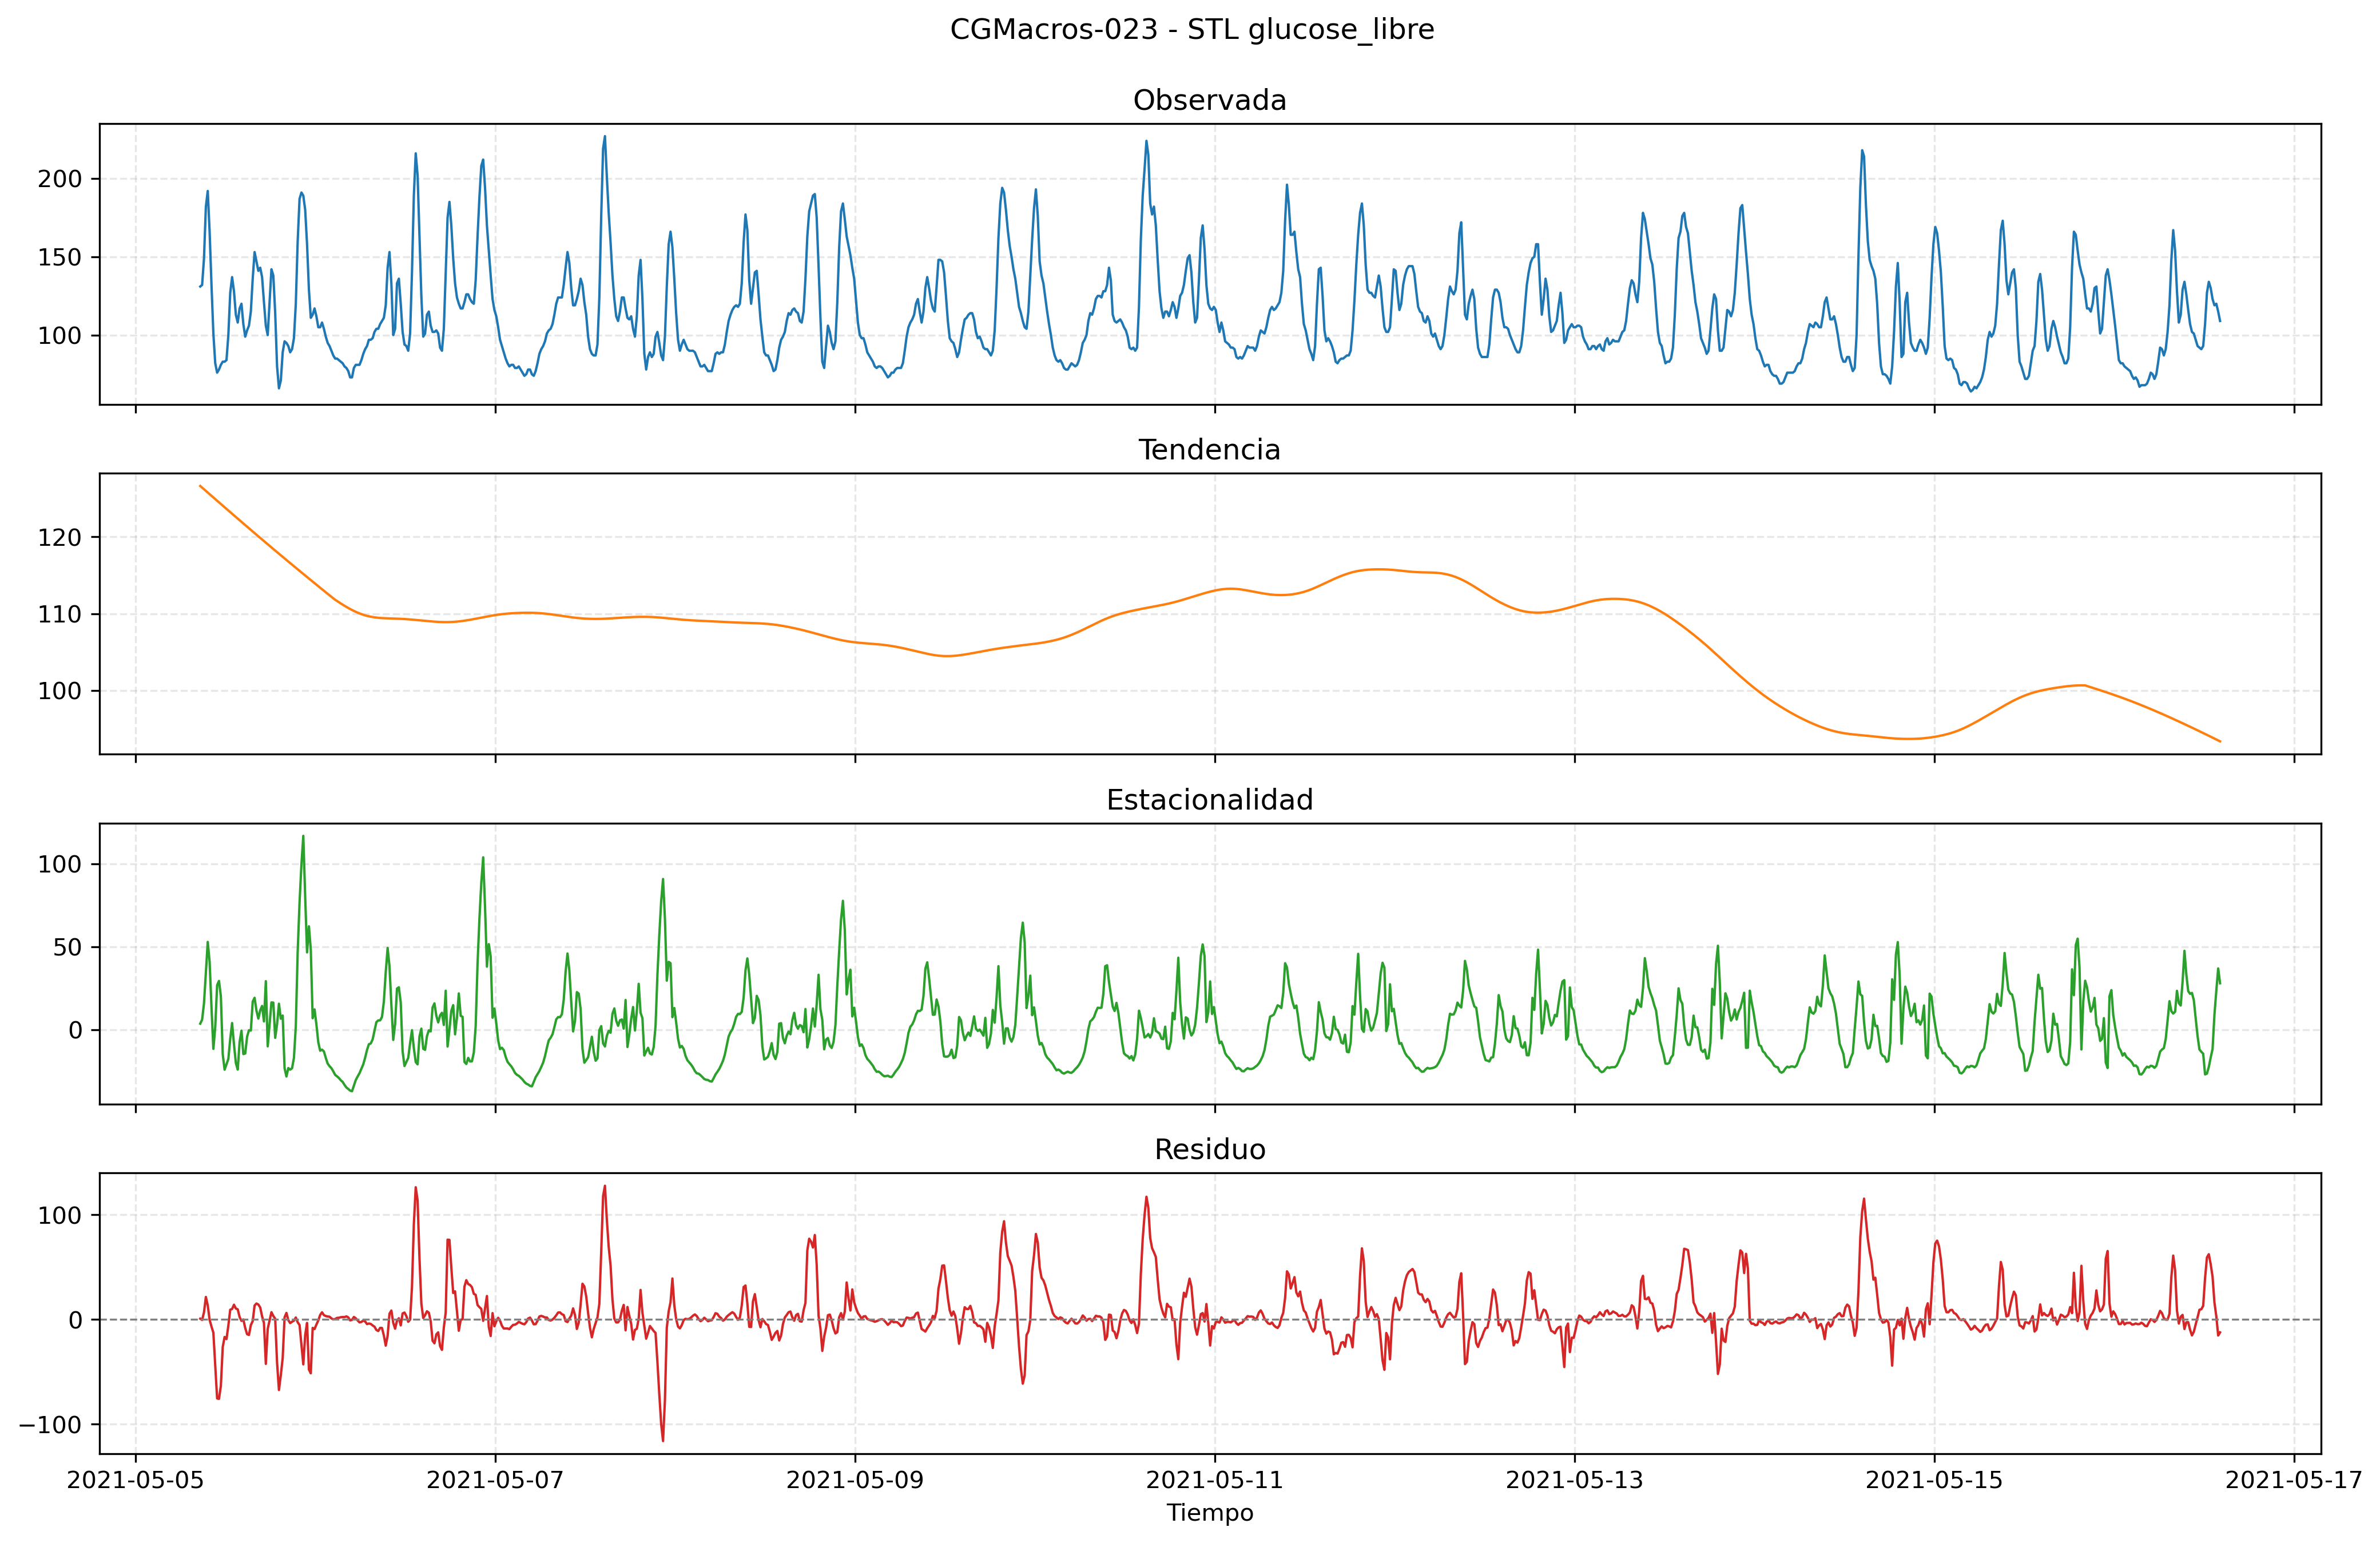 CGMacros-023 - STL glucose_libre
Observada
200
150
100
Tendencia
120
110
100
Estacionalidad
100
50
0
Residuo
100
0
−100
2021-05-05 2021-05-07 2021-05-09 2021-05-11 2021-05-13 2021-05-15 2021-05-17
Tiempo